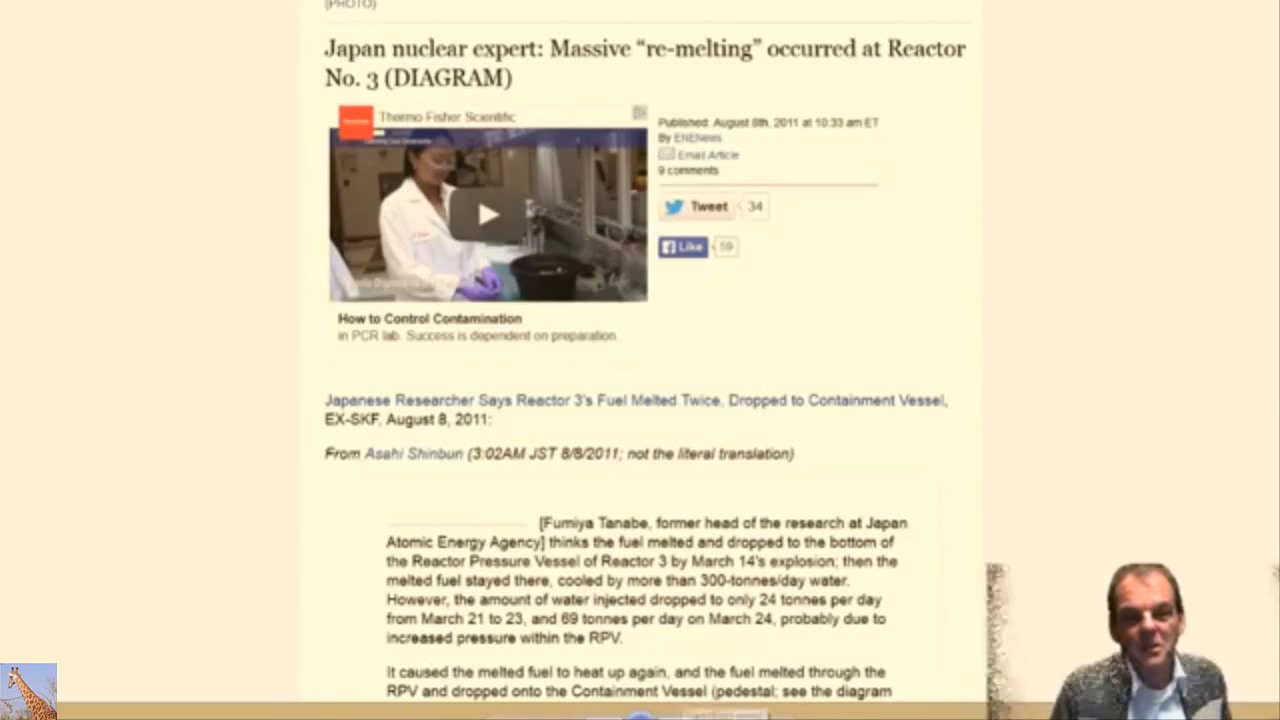 (PHOTO)
Japan nuclear expert: Massive “re-melting” occurred at Reactor
No. 3 (DIAGRAM)
Thermo Fisher Scientific
Published: August 8th, 2011 at 10:33 am ET
By ENENews
Email Article
9 comments
Tweet 34
Like 59
How to Control Contamination
in PCR lab. Success is dependent on preparation
Japanese Researcher Says Reactor 3's Fuel Melted Twice, Dropped to Containment Vessel,
EX-SKF, August 8, 2011:
From Asahi Shinbun (3:02AM JST 8/8/2011; not the literal translation)
[Fumiya Tanabe, former head of the research at Japan
Atomic Energy Agency] thinks the fuel melted and dropped to the bottom of
the Reactor Pressure Vessel of Reactor 3 by March 14's explosion; then the
melted fuel stayed there, cooled by more than 300-tonnes/day water.
However, the amount of water injected dropped to only 24 tonnes per day
from March 21 to 23, and 69 tonnes per day on March 24, probably due to
increased pressure within the RPV.
It caused the melted fuel to heat up again, and the fuel melted through the
RPV and dropped onto the Containment Vessel (pedestal; see the diagram